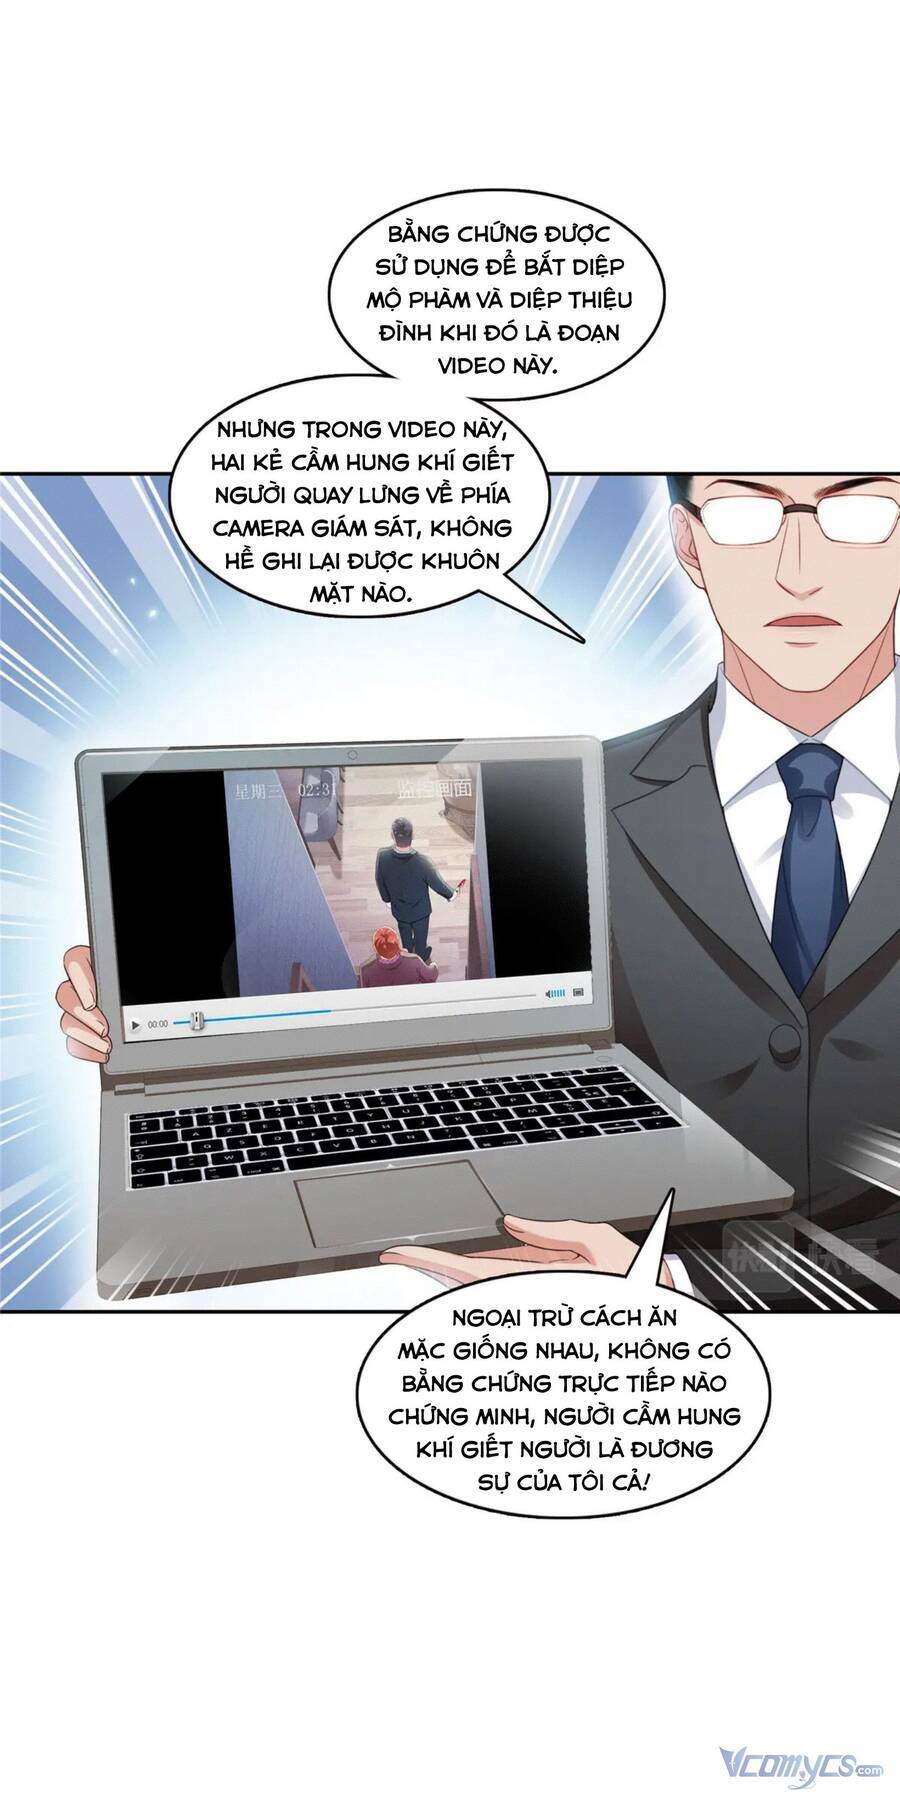 BẰNG CHỨNG ĐƯỢC
SỬ DỤNG ĐỂ BẮT DIỆP
MỘ PHÀM VÀ DIỆP THIỆU
ĐÌNH KHI ĐÓ LÀ ĐOẠN
VIDEO NÀY.
NHƯNG TRONG VIDEO NÀY,
HAI KẺ CẦM HUNG KHÍ GIẾT
NGƯỜI QUAY LƯNG VỀ PHÍA
CAMERA GIÁM SÁT, KHÔNG
HỀ GHI LẠI ĐƯỢC KHUÔN
MẶT NÀO.
星期三 02:31 监控画面
00:00
快看
NGOẠI TRỪ CÁCH ĂN
MẶC GIỐNG NHAU, KHÔNG CÓ
BẰNG CHỨNG TRỰC TIẾP NÀO
CHỨNG MINH, NGƯỜI CẦM HUNG
KHÍ GIẾT NGƯỜI LÀ ĐƯƠNG
SỰ CỦA TÔI CẢ!
VCOMYCS.com